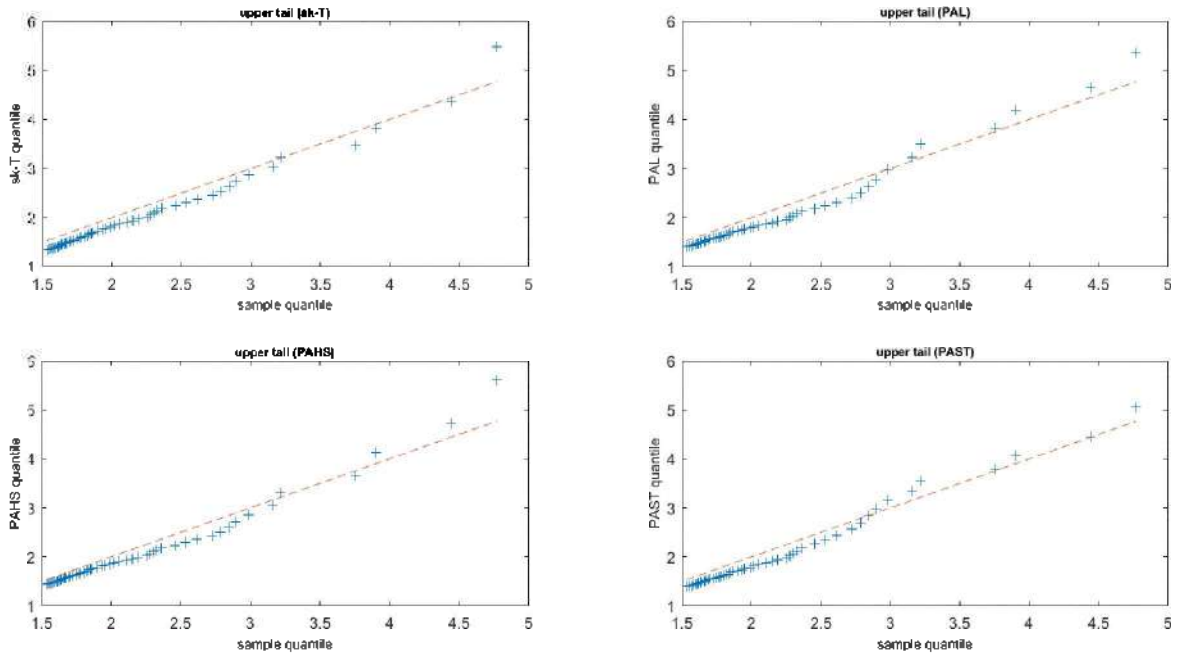 upper tail (sk-T)
6
5
4
3
2
1
sk-T quantile
1.5 2 2.5 3 3.5 4 4.5 5
sample quantile
upper tail (PAL)
6
5
4
3
2
1
PAL quantile
1.5 2 2.5 3 3.5 4 4.5 5
sample quantile
upper tail (PAHS)
6
5
4
3
2
1
PAHS quantile
1.5 2 2.5 3 3.5 4 4.5 5
sample quantile
upper tail (PAST)
6
5
4
3
2
1
PAST quantile
1.5 2 2.5 3 3.5 4 4.5 5
sample quantile